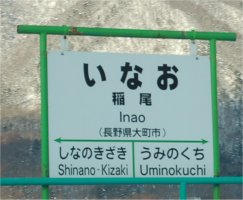 いなお
稲尾
Inao
（長野県大町市）
しなのきざき うみのくち
Shinano-Kizaki Uminokuchi